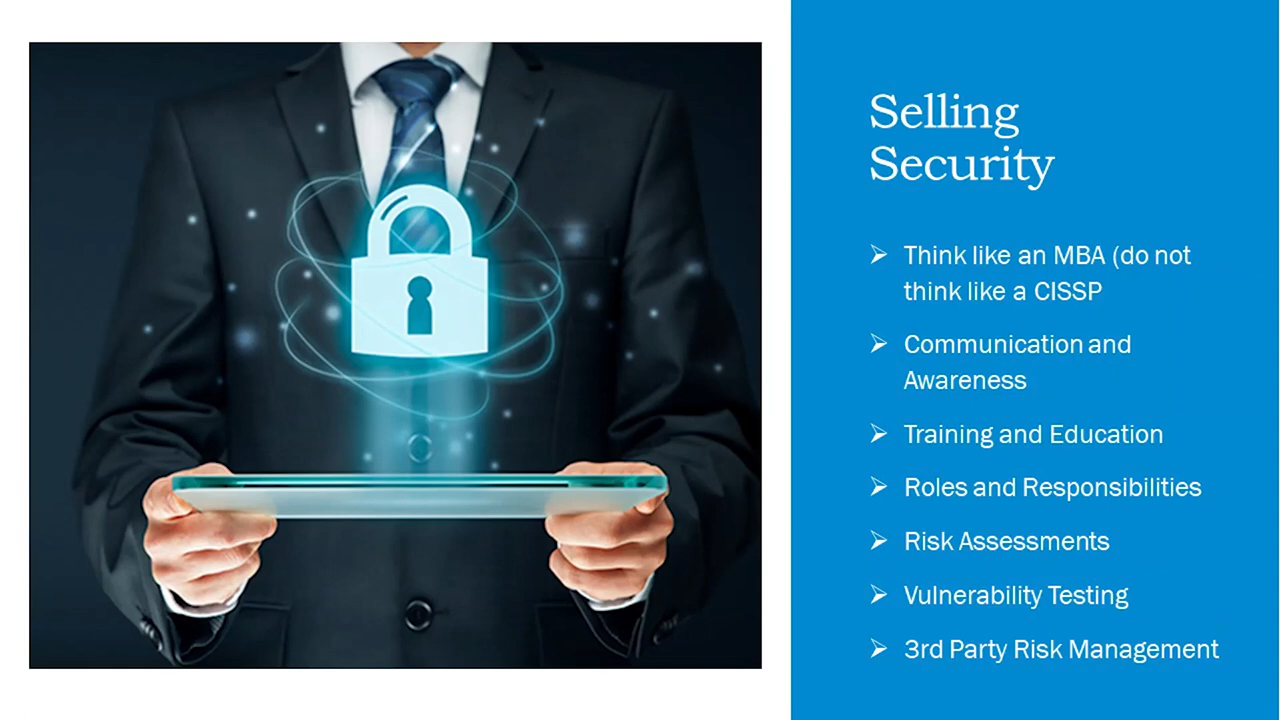 Selling
Security
Think like an MBA (do not
think like a CISSP
Communication and
Awareness
Training and Education
Roles and Responsibilities
Risk Assessments
Vulnerability Testing
3rd Party Risk Management